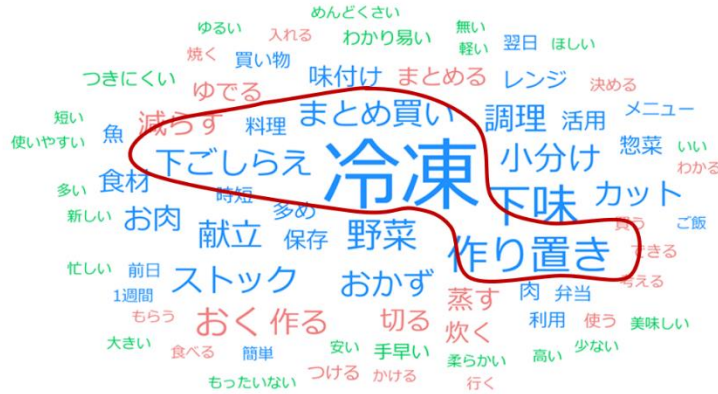 めんどくさい
ゆるい 入れる わかり易い 無い
焼く 買い物 軽い 翌日 ほしい
つきにくい ゆでる 味付け まとめる レンジ 決める
短い 減らす 料理 まとめ買い 調理 活用 メニュー
使いやすい 魚 下ごしらえ 冷凍 小分け 惣菜 いい
わかる
多い 食材 時短 下味 カット
新しい お肉 多め 買う ご飯
献立 保存 野菜 作り置き できる
忙しい 前日 ストック おかず 考える
1週間 蒸す 肉 弁当
もらう おく 作る 切る 炊く 利用 使う 美味しい
大きい 食べる 簡単 安い 手早い 柔らかい 高い 少ない
もったいない つける かける 行く